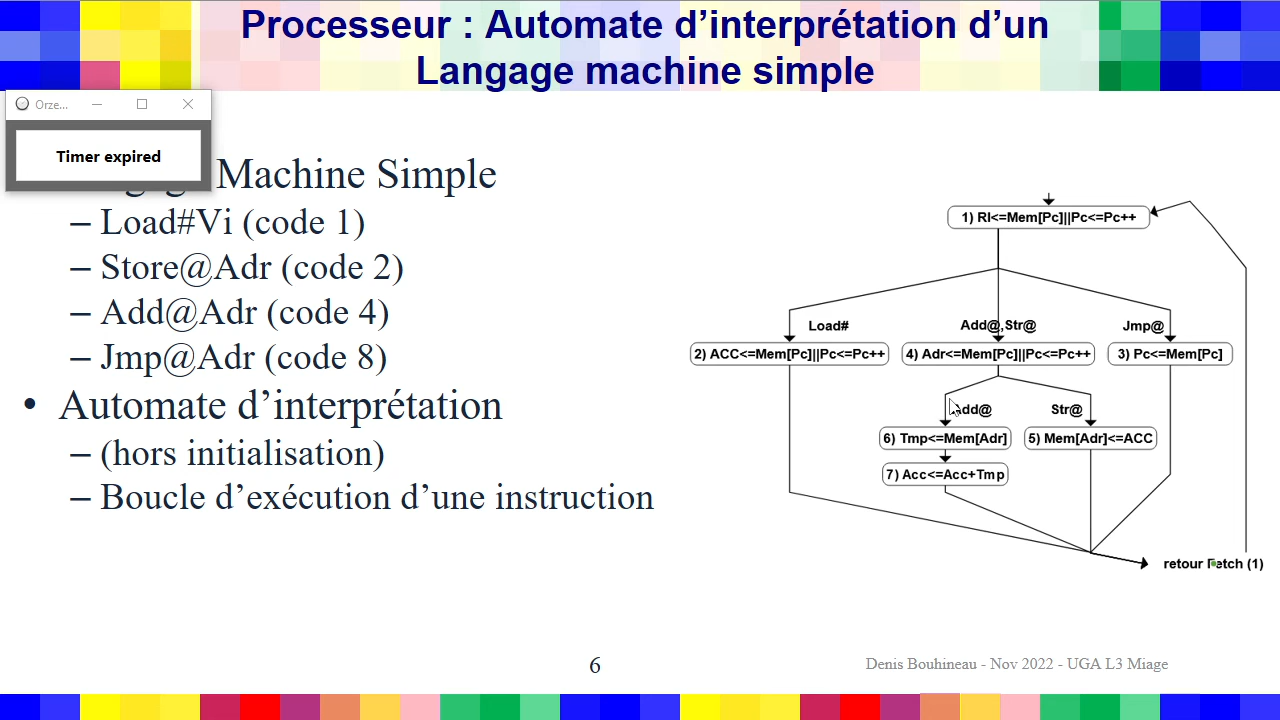 Processeur : Automate d'interprétation d'un
Langage machine simple
Orze...
Timer expired
Machine Simple
– Load#Vi (code 1)
– Store@Adr (code 2)
– Add@Adr (code 4)
– Jmp@Adr (code 8)
• Automate d'interprétation
– (hors initialisation)
– Boucle d'exécution d'une instruction
1) RI<=Mem[Pc]||Pc<=Pc++
Load#
Add@,Str@
Jmp@
2) ACC<=Mem[Pc]||Pc<=Pc++
4) Adr<=Mem[Pc]||Pc<=Pc++
3) Pc<=Mem[Pc]
Add@
Str@
6) Tmp<=Mem[Adr]
5) Mem[Adr]<=ACC
7) Acc<=Acc+Tmp
retour Fetch (1)
6
Denis Bouhineau - Nov 2022 - UGA L3 Miage